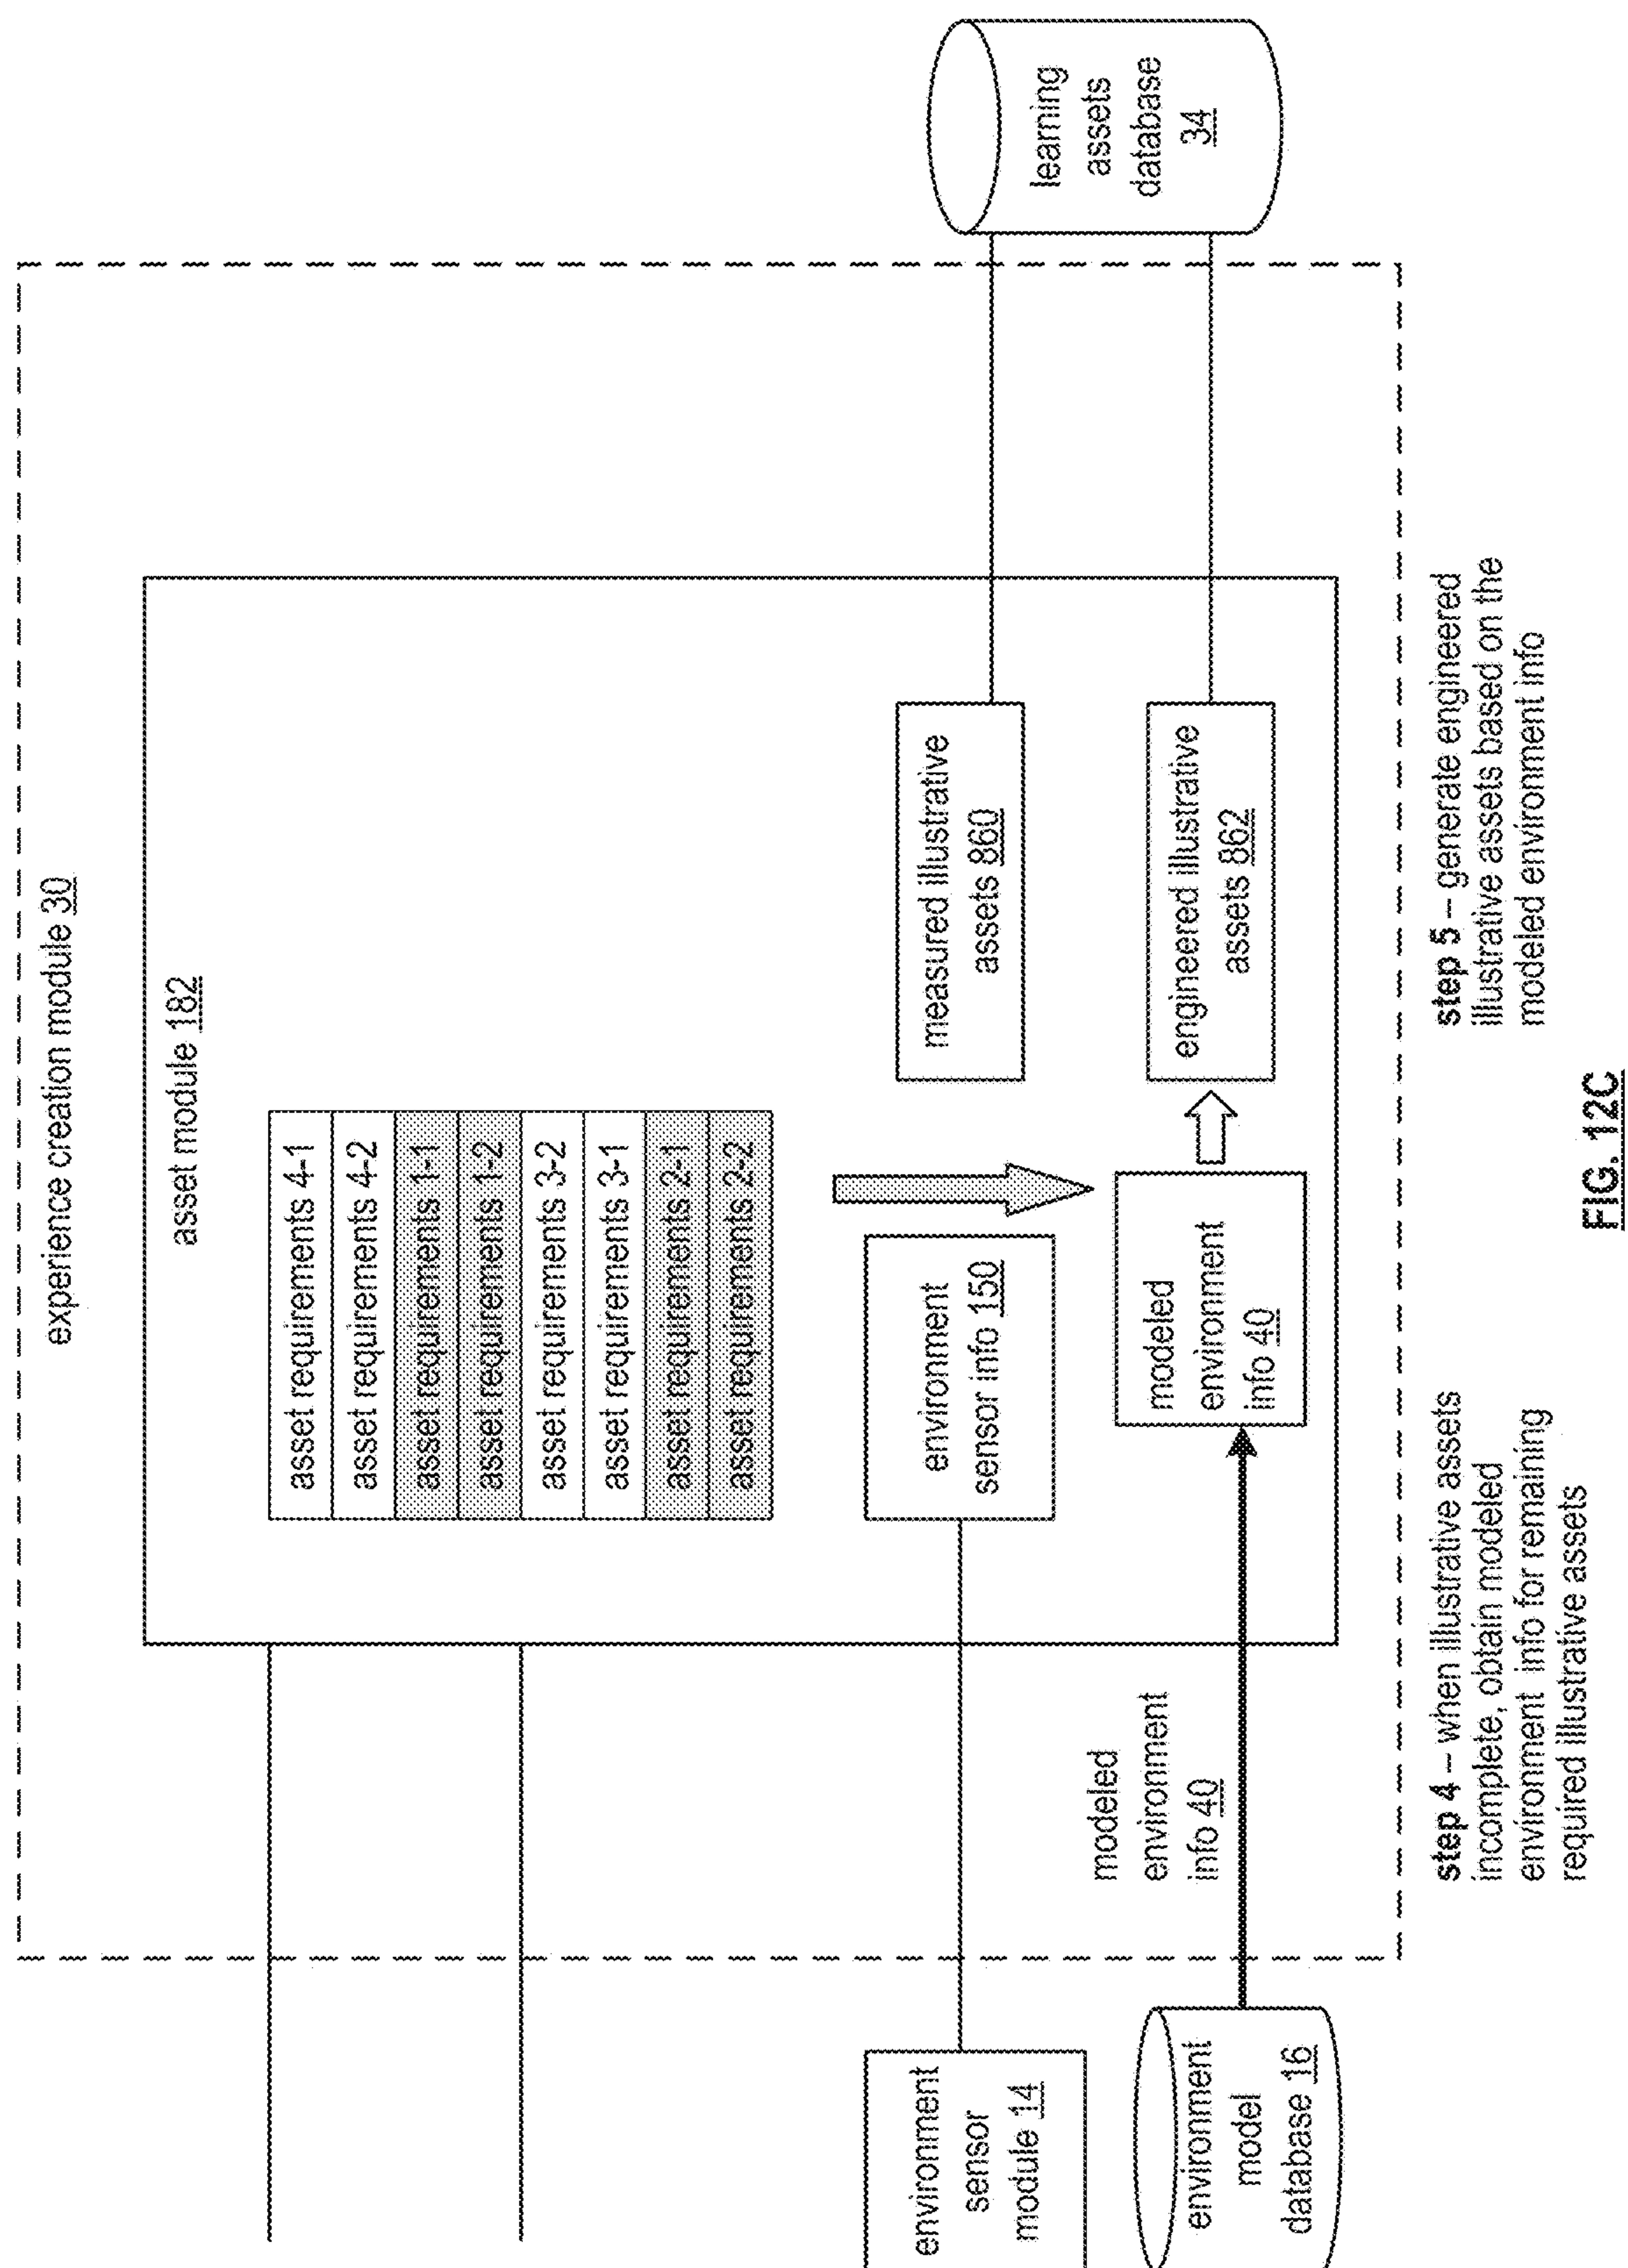 experience creation module 30
asset module 182
asset requirements 4-1
asset requirements 4-2
asset requirements 1-1
asset requirements 1-2
asset requirements 3-2
asset requirements 3-1
asset requirements 2-1
asset requirements 2-2
environment
sensor
module 14
environment
sensor info 150
measured illustrative
assets 860
learning
assets
database
34
modeled
environment
info 40
environment
model
database 16
modeled
environment
info 40
engineered illustrative
assets 862
step 4 – when illustrative assets
incomplete, obtain modeled
environment info for remaining
required illustrative assets
step 5 – generate engineered
illustrative assets based on the
modeled environment info
FIG. 12C